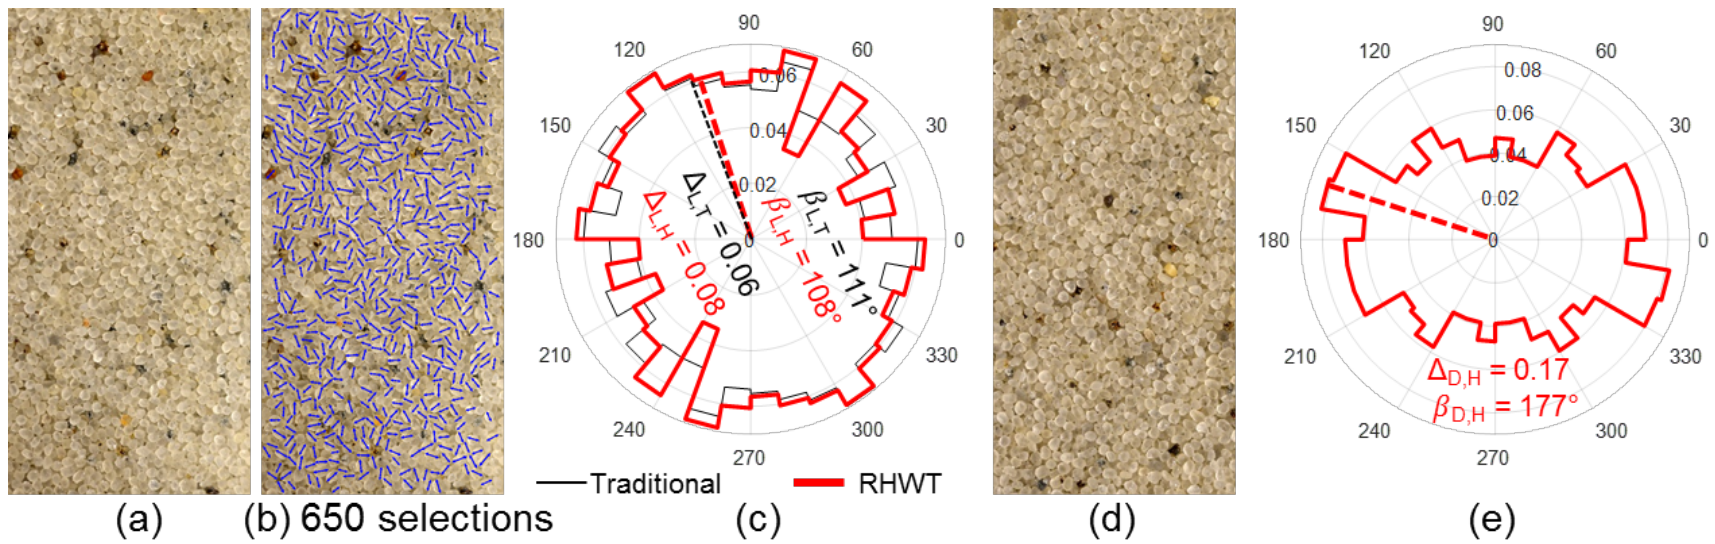 90
120
60
150
30
180
0
210
330
240
300
270
0.06
0.04
0.02
0
ΔL,H = 0.08
ΔL,T = 0.06
βL,H = 108°
βL,T = 111°
Traditional
RHWT
90
120
60
150
30
180
0
210
330
240
300
270
0.08
0.06
0.04
0.02
0
ΔD,H = 0.17
βD,H = 177°
(a)
(b) 650 selections
(c)
(d)
(e)